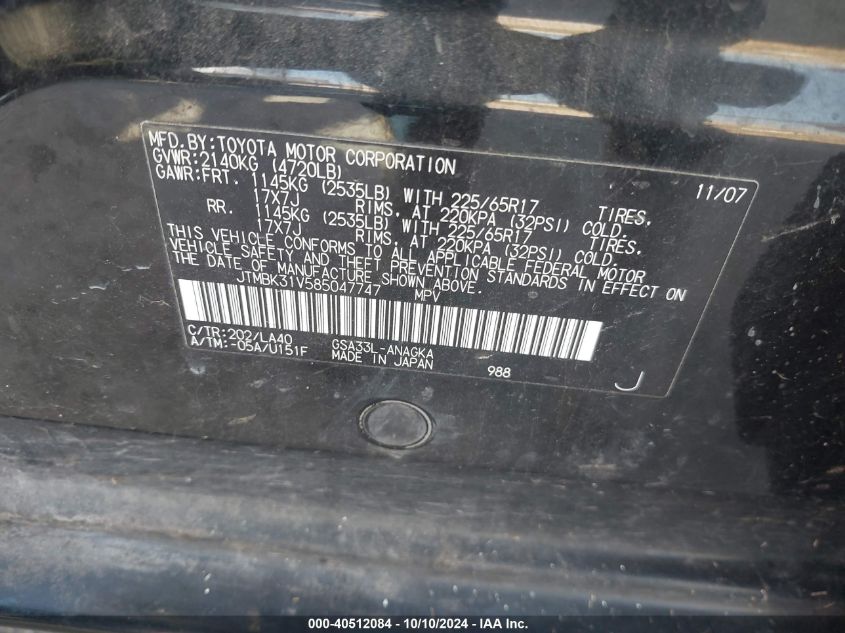 MFD.BY:TOYOTA MOTOR CORPORATION 11/07
GVWR:2140KG (4720LB)
GAWR:FRT. 1145KG (2535LB) WITH 225/65R17 TIRES,
17X7J RIMS, AT 220KPA (32PSI) COLD.
RR. 1145KG (2535LB) WITH 225/65R17 TIRES,
17X7J RIMS, AT 220KPA (32PSI) COLD.
THIS VEHICLE CONFORMS TO ALL APPLICABLE FEDERAL MOTOR
VEHICLE SAFETY AND THEFT PREVENTION STANDARDS IN EFFECT ON
THE DATE OF MANUFACTURE SHOWN ABOVE.
JTMBK31V585047747 MPV
C/TR:202/LA40 GSA33L-ANAGKA
A/TM:-05A/U151F MADE IN JAPAN 988 J
000-40512084 - 10/10/2024 - IAA Inc.